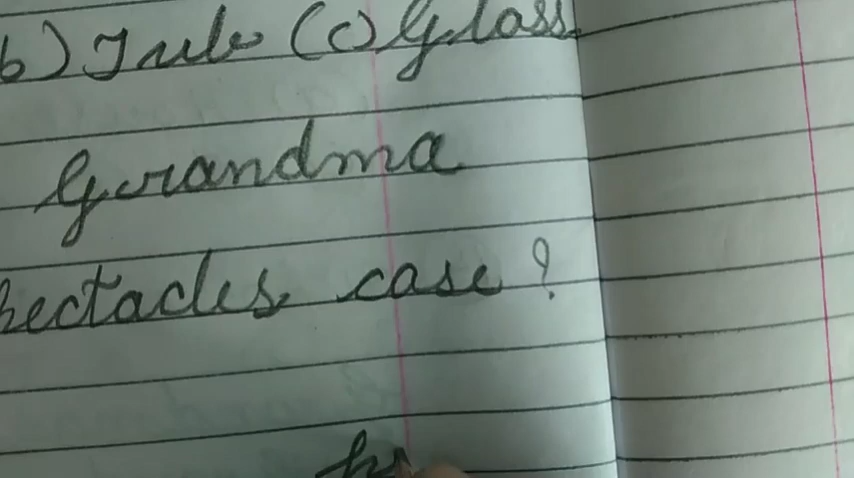 b) Tub (c) Glass
Grandma
pectacles case?